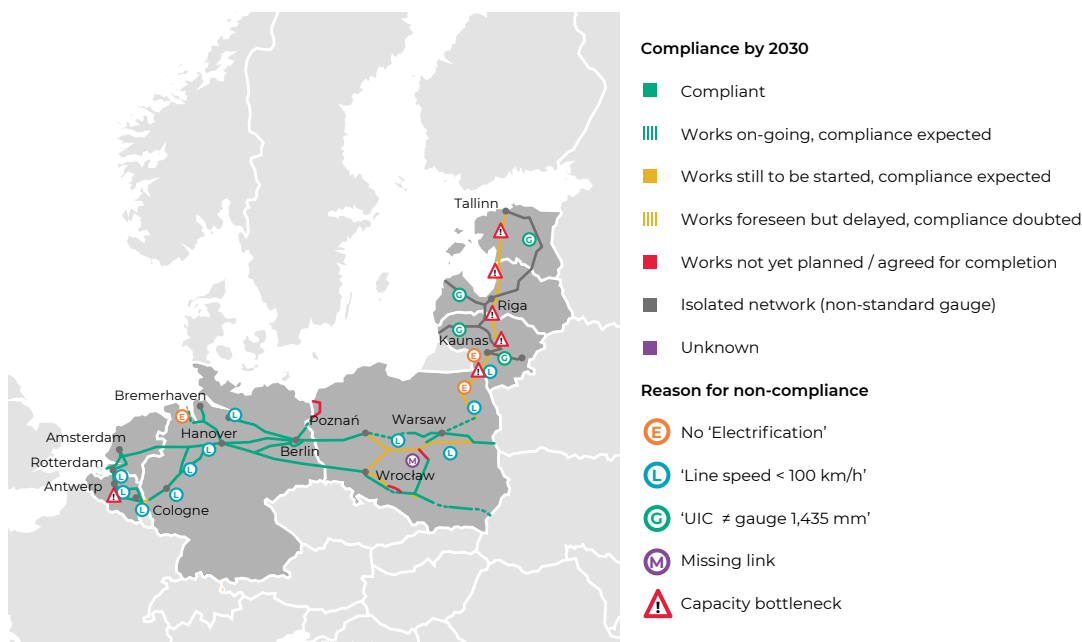 Compliance by 2030
Compliant
Works on-going, compliance expected
Works still to be started, compliance expected
Works foreseen but delayed, compliance doubted
Works not yet planned / agreed for completion
Isolated network (non-standard gauge)
Unknown
Reason for non-compliance
E No ‘Electrification’
L ‘Line speed < 100 km/h’
G ‘UIC ≠ gauge 1,435 mm’
M Missing link
! Capacity bottleneck
Tallinn
!
G
!
G
Riga
!
G
Kaunas
!
E
G
!
L
E
L
Bremerhaven
E
L
Poznań
Warsaw
Hanover
Amsterdam
L
Berlin
L
L
Rotterdam
M
L
L
Wrocław
Antwerp
L
!
L
L
Cologne